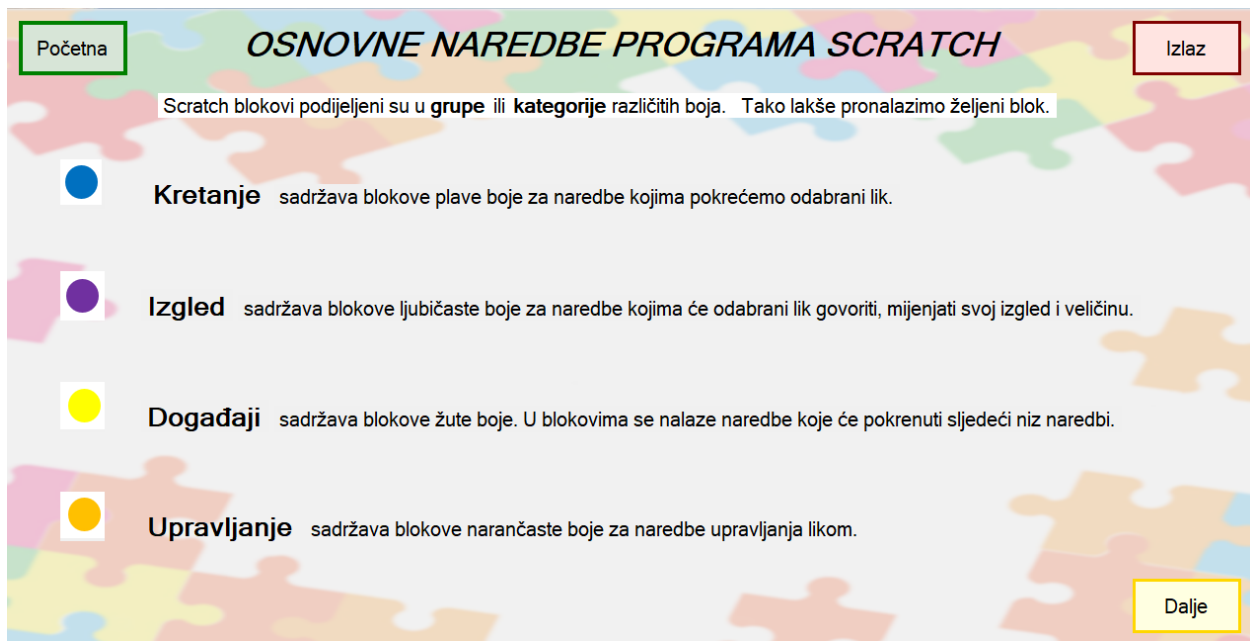 Početna
OSNOVNE NAREDBE PROGRAMA SCRATCH
Izlaz
Scratch blokovi podijeljeni su u grupe ili kategorije različitih boja. Tako lakše pronalazimo željeni blok.
Kretanje sadržava blokove plave boje za naredbe kojima pokrećemo odabrani lik.
Izgled sadržava blokove ljubičaste boje za naredbe kojima će odabrani lik govoriti, mijenjati svoj izgled i veličinu.
Događaji sadržava blokove žute boje. U blokovima se nalaze naredbe koje će pokrenuti sljedeći niz naredbi.
Upravljanje sadržava blokove narančaste boje za naredbe upravljanja likom.
Dalje